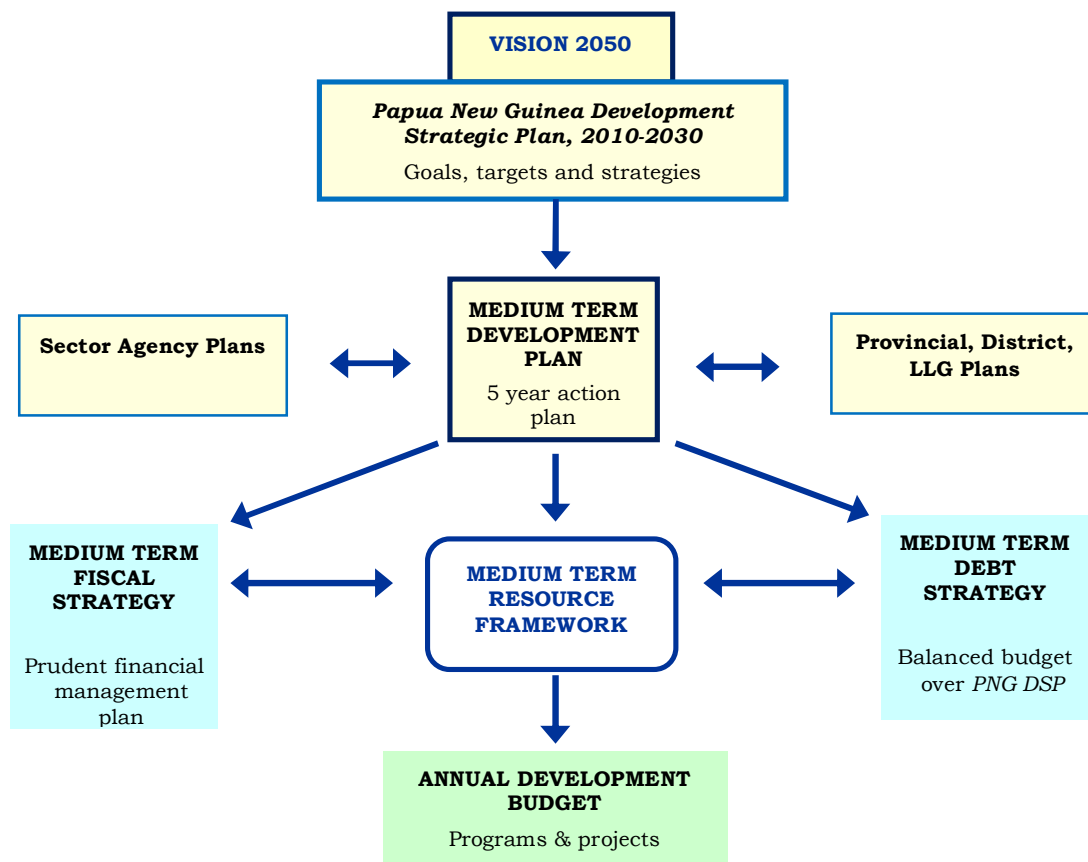 VISION 2050
Papua New Guinea Development
Strategic Plan, 2010-2030
Goals, targets and strategies
Sector Agency Plans
MEDIUM TERM
DEVELOPMENT
PLAN
5 year action
plan
Provincial, District,
LLG Plans
MEDIUM TERM
FISCAL
STRATEGY
Prudent financial
management
plan
MEDIUM TERM
RESOURCE
FRAMEWORK
MEDIUM TERM
DEBT
STRATEGY
Balanced budget
over PNG DSP
ANNUAL DEVELOPMENT
BUDGET
Programs & projects